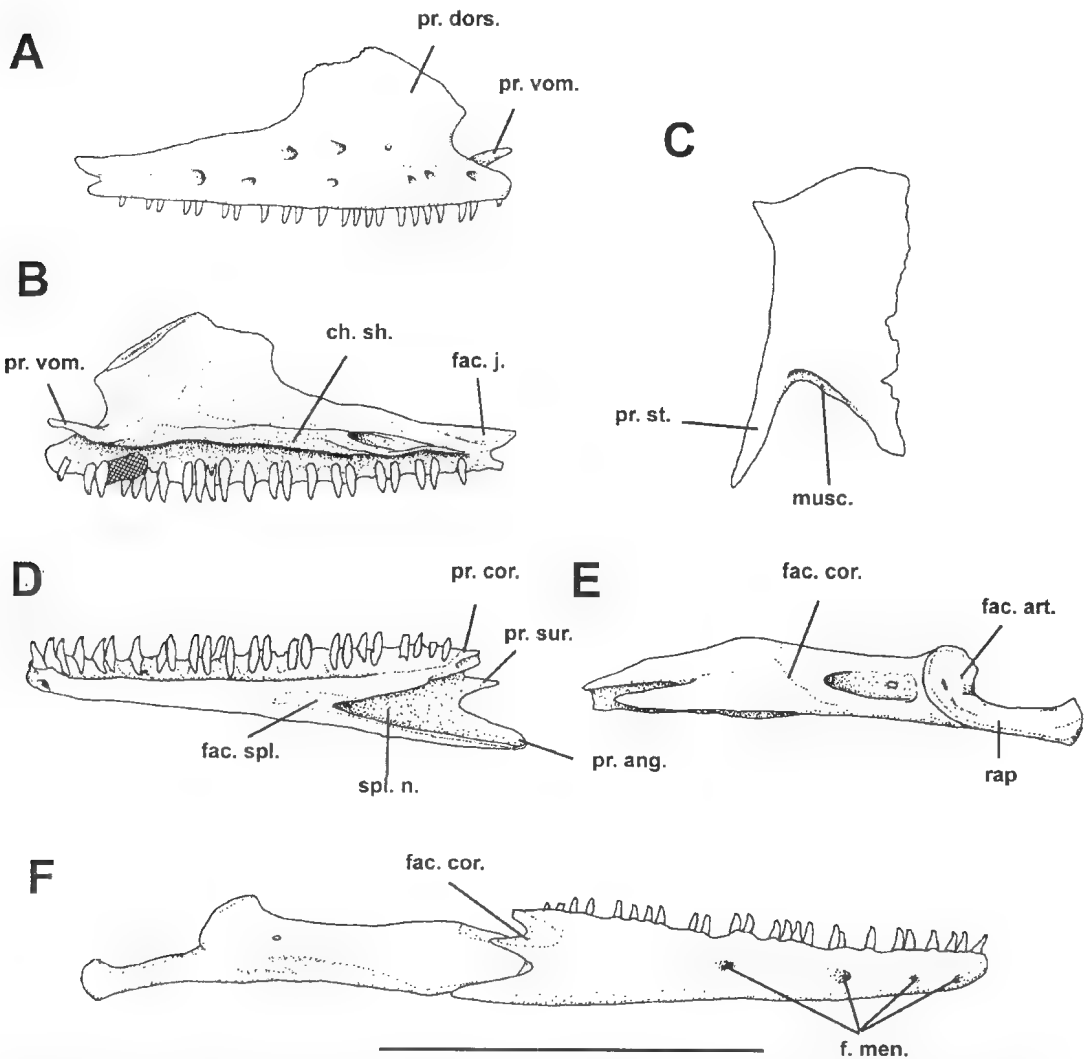 A
pr. dors.
pr. vom.
C
B
pr. vom.
ch. sh.
fac. j.
pr. st.
musc.
D
pr. cor.
pr. sur.
fac. spl.
spl. n.
pr. ang.
E
fac. cor.
fac. art.
rap
F
fac. cor.
f. men.